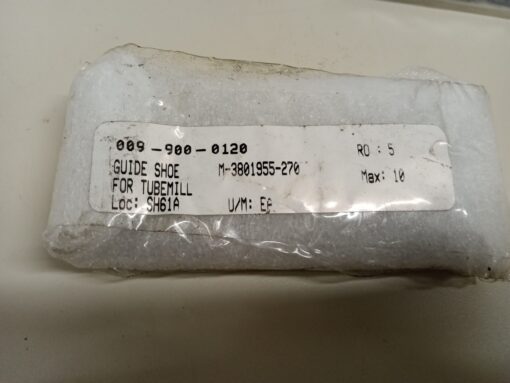 009-900-0120 RO : 5
GUIDE SHOE M-3801955-270
FOR TUBEMILL Max: 10
Loc: SH61A U/M: EA